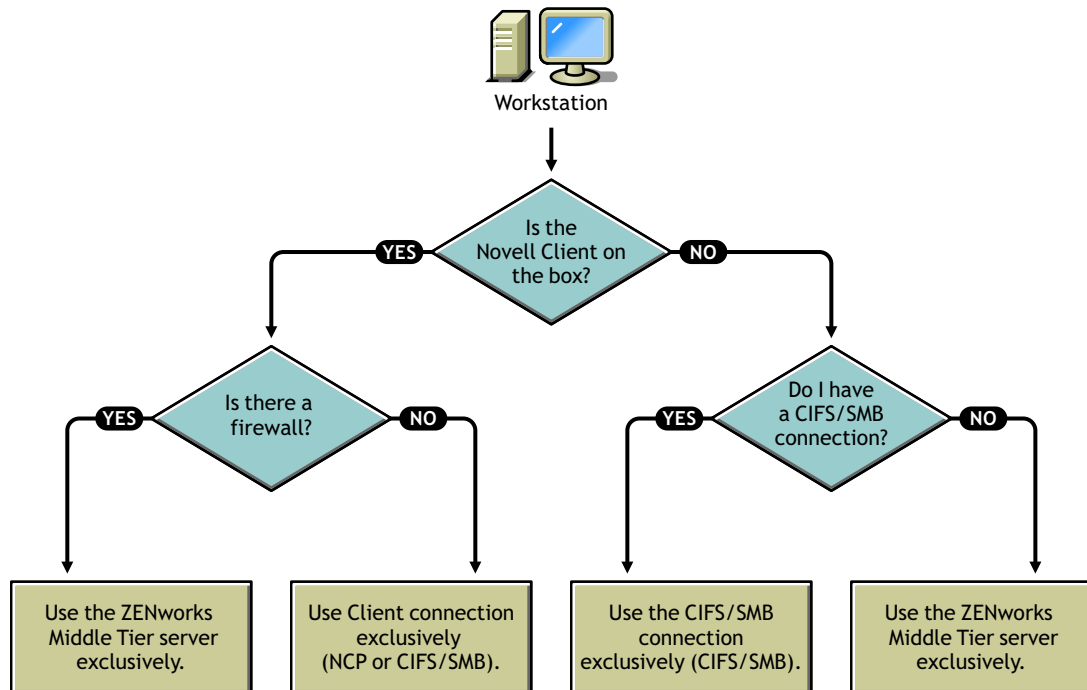 Workstation
Is the
Novell Client on
the box?
YES
NO
Is there a
firewall?
YES
NO
Do I have
a CIFS/SMB
connection?
YES
NO
Use the ZENworks
Middle Tier server
exclusively.
Use Client connection
exclusively
(NCP or CIFS/SMB).
Use the CIFS/SMB
connection
exclusively (CIFS/SMB).
Use the ZENworks
Middle Tier server
exclusively.